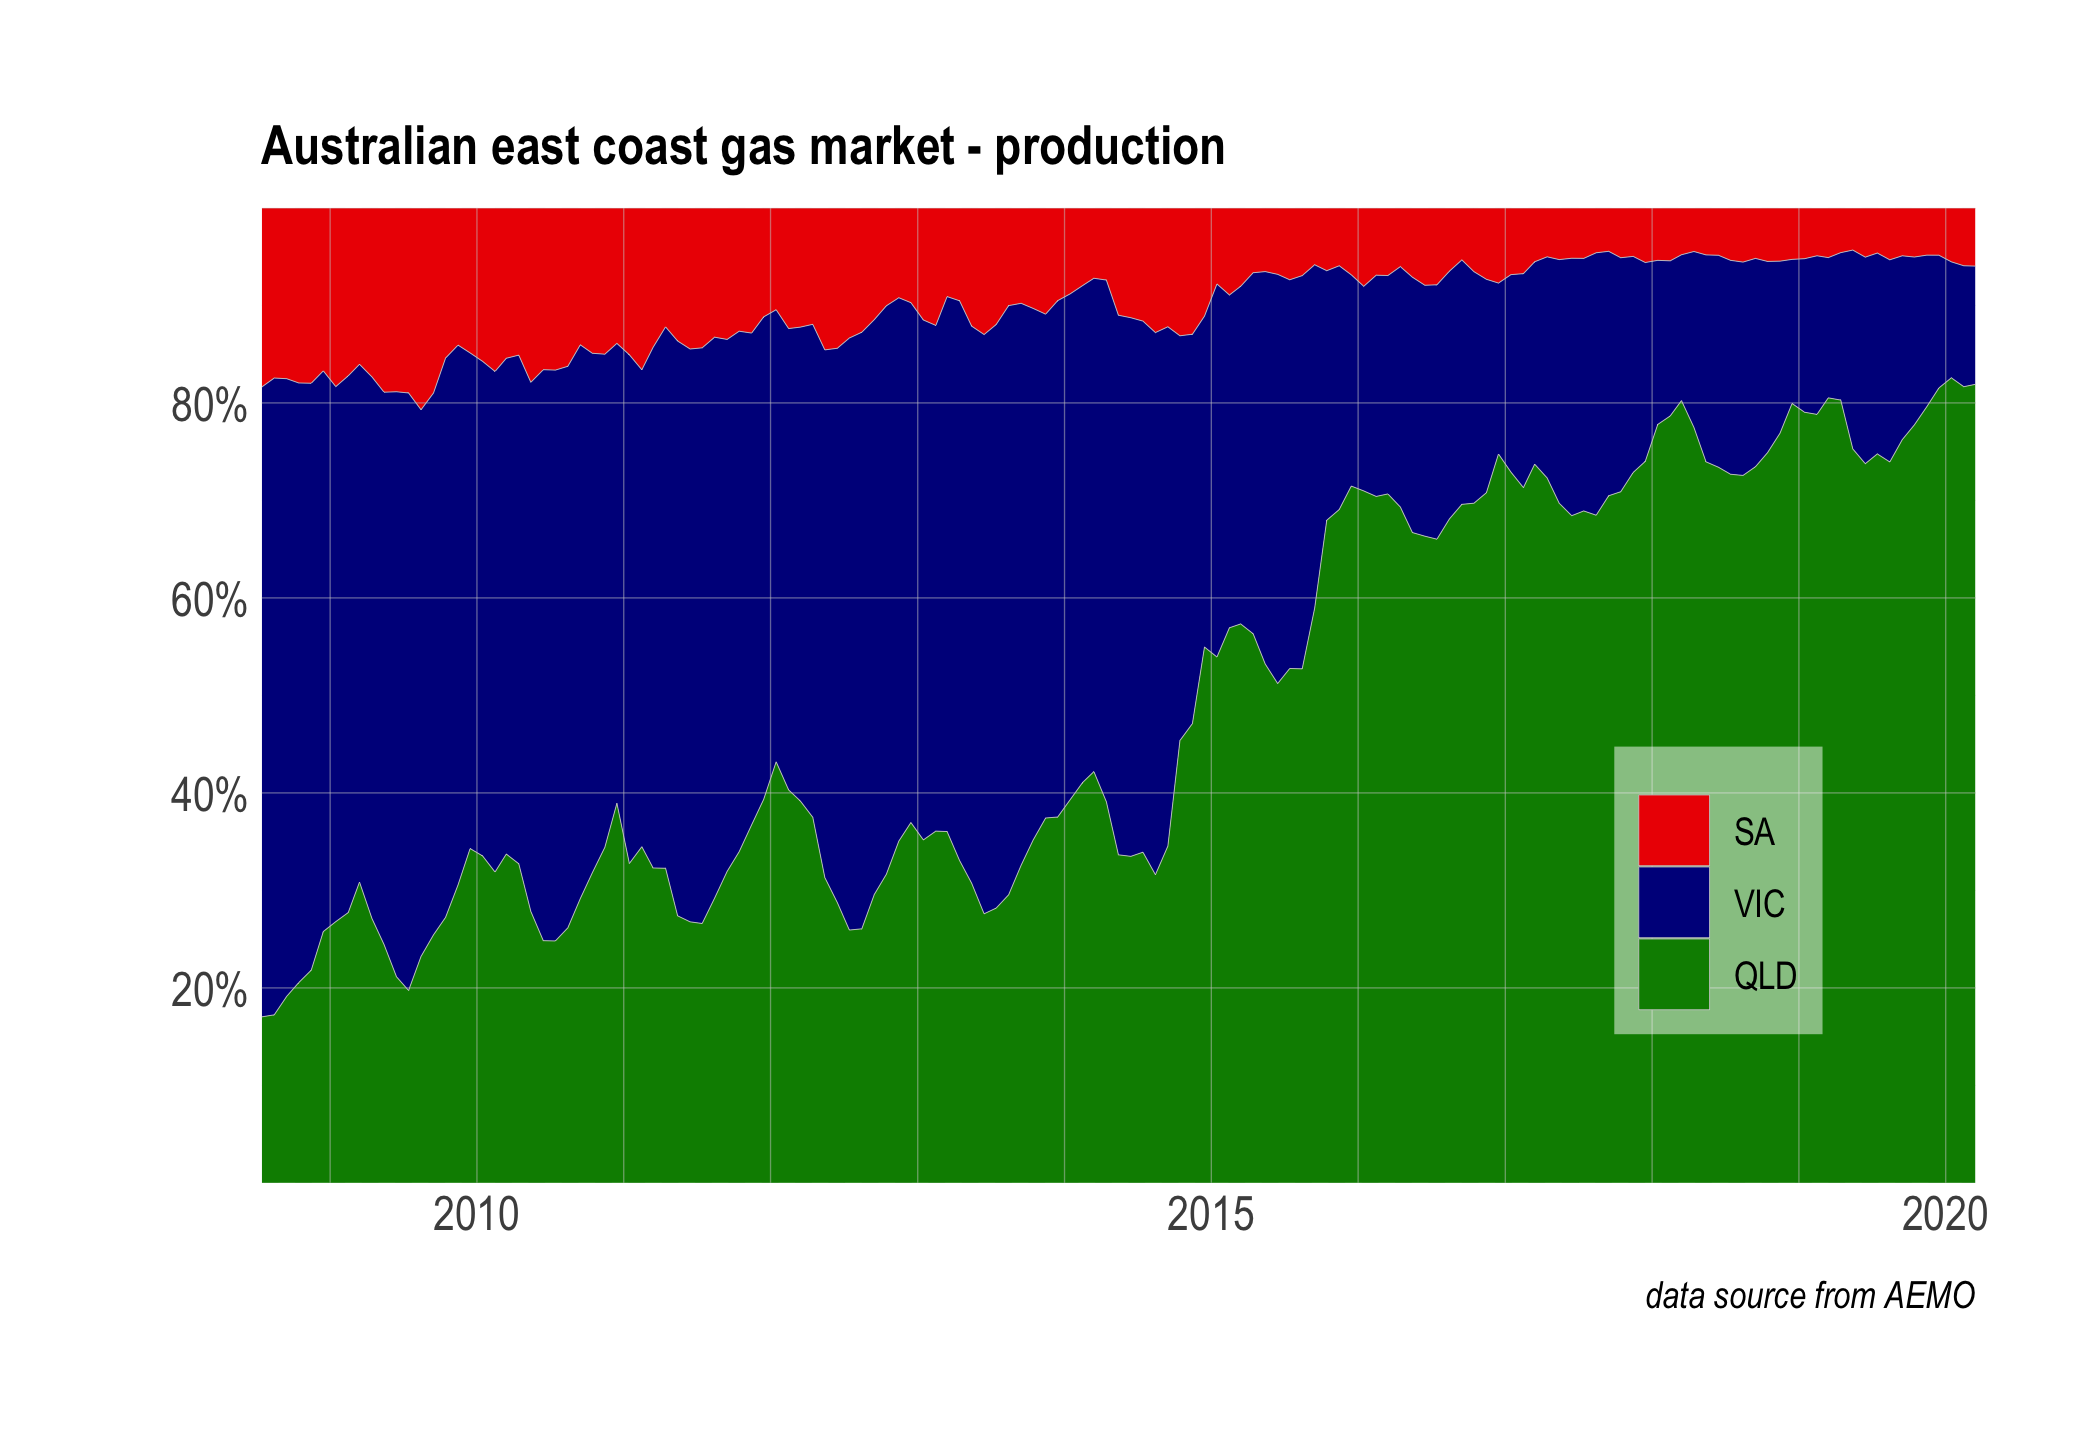 Australian east coast gas market - production
80%
60%
40%
20%
SA
VIC
QLD
2010 2015 2020
data source from AEMO